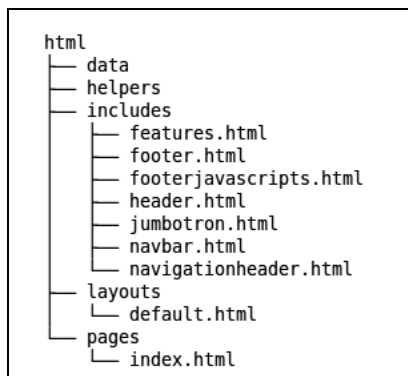 html
├── data
├── helpers
├── includes
│   ├── features.html
│   ├── footer.html
│   ├── footerjavascripts.html
│   ├── header.html
│   ├── jumbotron.html
│   ├── navbar.html
│   └── navigationheader.html
├── layouts
│   └── default.html
└── pages
    └── index.html